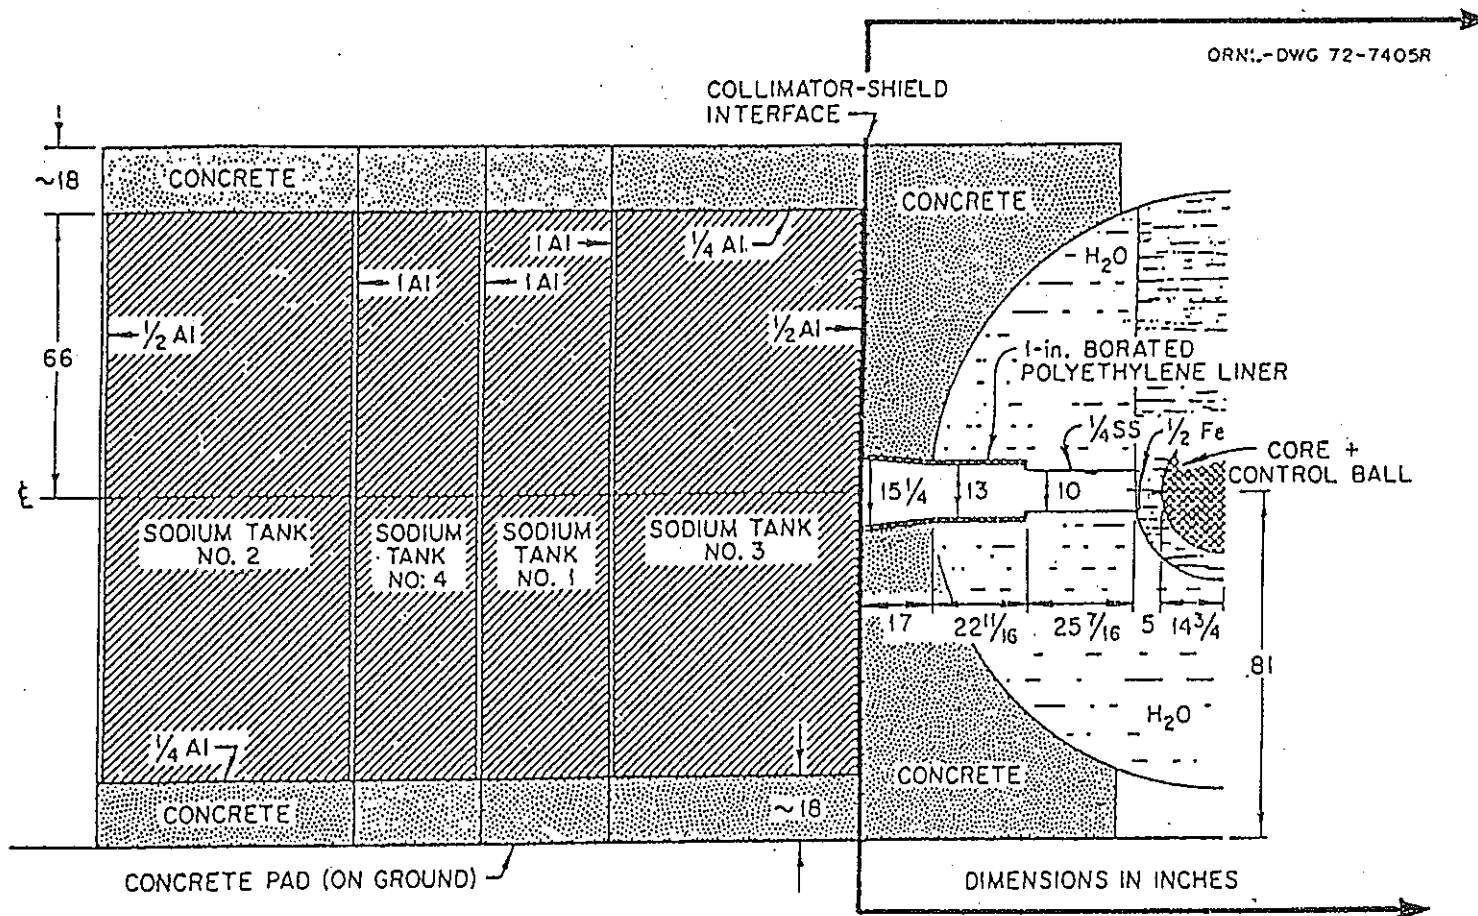 ORNL-DWG 72-7405R
COLLIMATOR-SHIELD
INTERFACE
~18
CONCRETE
CONCRETE
1 Al
1/4 Al
H₂O
1 Al
1 Al
1/2 Al
1/2 Al
66
1-in. BORATED
POLYETHYLENE LINER
1/4 SS
1/2 Fe
CORE +
CONTROL BALL
℄
15 1/4
13
10
SODIUM TANK
NO. 2
SODIUM
TANK
NO. 4
SODIUM
TANK
NO. 1
SODIUM TANK
NO. 3
17
22 11/16
25 7/16
5
14 3/4
81
H₂O
1/4 Al
CONCRETE
CONCRETE
~18
CONCRETE PAD (ON GROUND)
DIMENSIONS IN INCHES